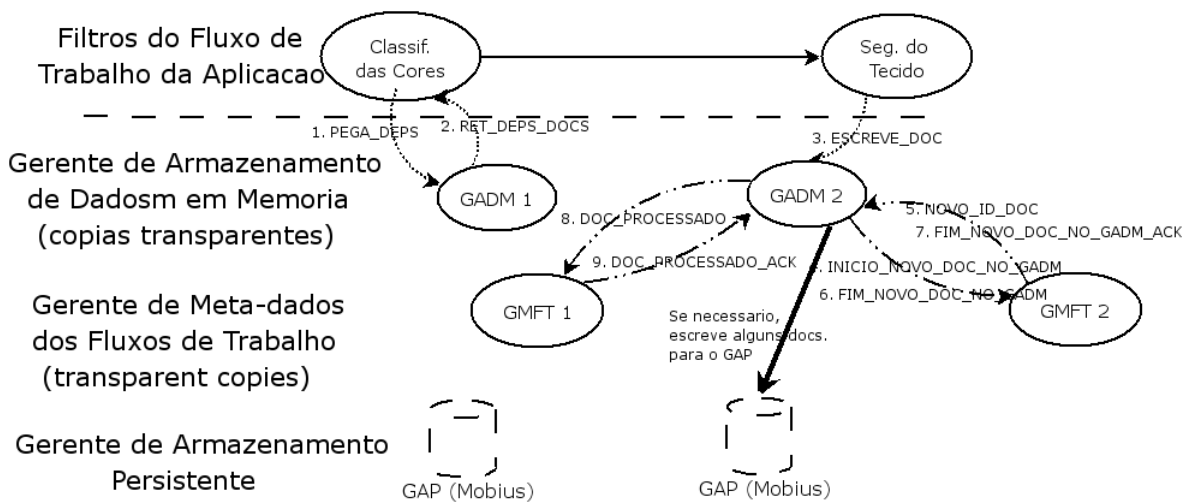 Filtros do Fluxo de
Trabalho da Aplicacao
Classif.
das Cores
Seg. do
Tecido
1. PEGA_DEPS
2. RET_DEPS_DOCS
3. ESCREVE_DOC
Gerente de Armazenamento
de Dadosm em Memoria
(copias transparentes)
GADM 1
GADM 2
8. DOC_PROCESSADO
5. NOVO_ID_DOC
7. FIM_NOVO_DOC_NO_GADM_ACK
9. DOC_PROCESSADO_ACK
4. INICIO_NOVO_DOC_NO_GADM
6. FIM_NOVO_DOC_NO_GADM
Gerente de Meta-dados
dos Fluxos de Trabalho
(transparent copies)
GMFT 1
GMFT 2
Se necessario,
escreve alguns docs.
para o GAP
Gerente de Armazenamento
Persistente
GAP (Mobius)
GAP (Mobius)